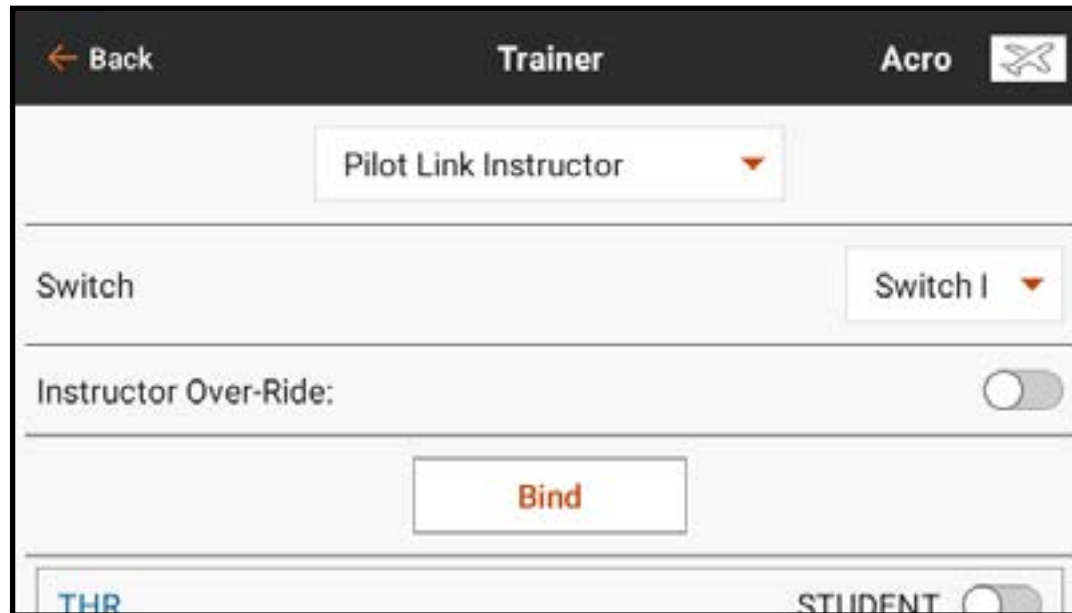 Back Trainer Acro
Pilot Link Instructor
Switch Switch I
Instructor Over-Ride:
Bind
THR STUDENT